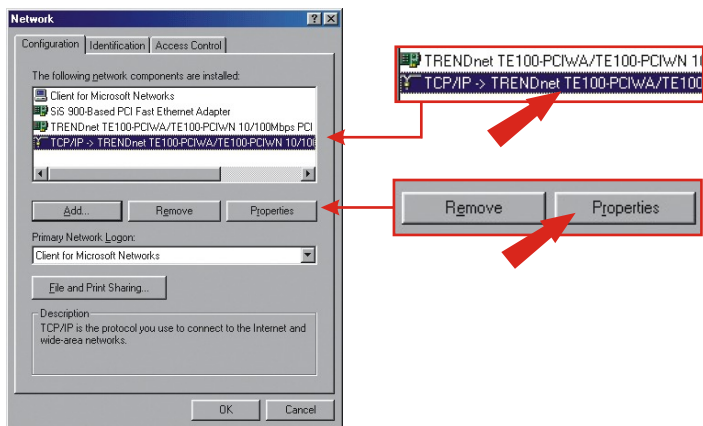 Network
Configuration Identification Access Control
The following network components are installed:
Client for Microsoft Networks
SiS 900-Based PCI Fast Ethernet Adapter
TRENDnet TE100-PCIWA/TE100-PCIWN 10/100Mbps PCI
TCP/IP -> TRENDnet TE100-PCIWA/TE100-PCIWN 10/10
Add... Remove Properties
Primary Network Logon:
Client for Microsoft Networks
File and Print Sharing...
Description
TCP/IP is the protocol you use to connect to the Internet and
wide-area networks.
OK Cancel
TRENDnet TE100-PCIWA/TE100-PCIWN 1
TCP/IP -> TRENDnet TE100-PCIWA/TE100
Remove Properties